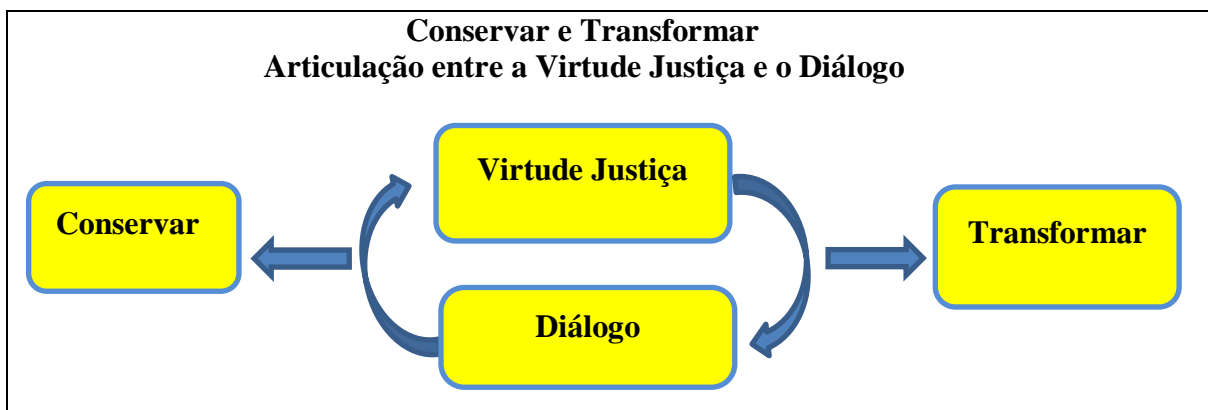 Conservar e Transformar
Articulação entre a Virtude Justiça e o Diálogo
Virtude Justiça
Conservar
Transformar
Diálogo